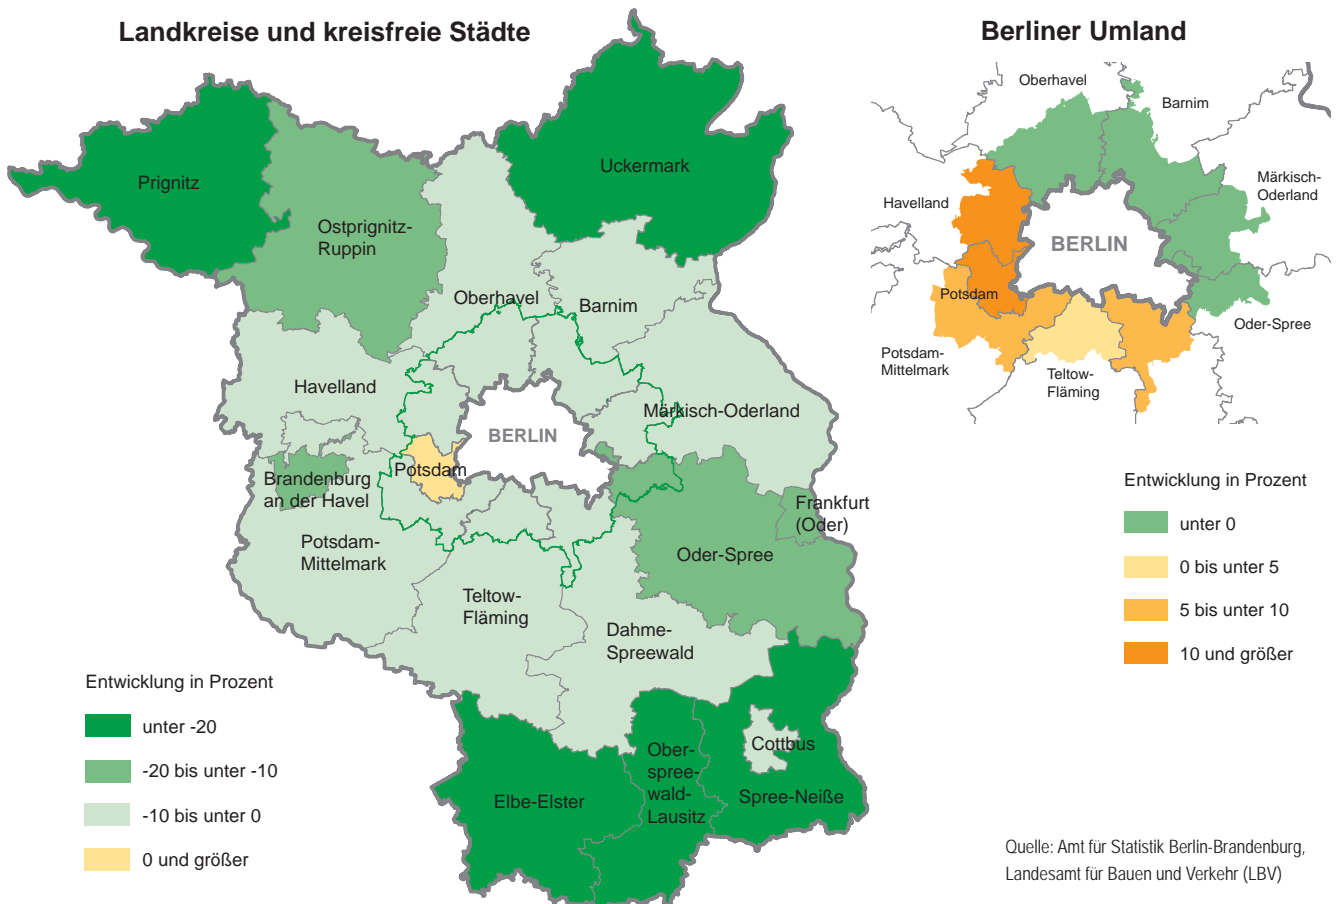 Landkreise und kreisfreie Städte
Prignitz
Ostprignitz-
Ruppin
Uckermark
Oberhavel
Barnim
Havelland
Märkisch-Oderland
BERLIN
Potsdam
Brandenburg
an der Havel
Frankfurt
(Oder)
Potsdam-
Mittelmark
Oder-Spree
Teltow-
Fläming
Dahme-
Spreewald
Cottbus
Ober-
spree-
wald-
Lausitz
Elbe-Elster
Spree-Neiße
Entwicklung in Prozent
unter -20
-20 bis unter -10
-10 bis unter 0
0 und größer
Berliner Umland
Oberhavel
Barnim
Märkisch-
Oderland
Havelland
BERLIN
Potsdam
Oder-Spree
Potsdam-
Mittelmark
Teltow-
Fläming
Entwicklung in Prozent
unter 0
0 bis unter 5
5 bis unter 10
10 und größer
Quelle: Amt für Statistik Berlin-Brandenburg,
Landesamt für Bauen und Verkehr (LBV)